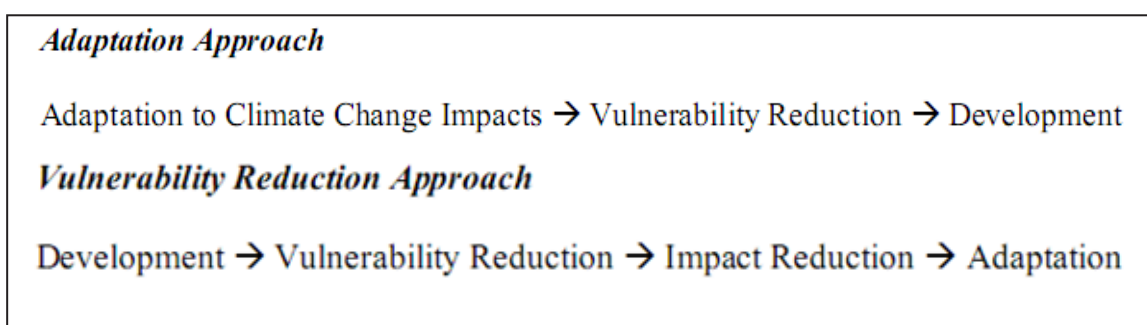 Adaptation Approach
Adaptation to Climate Change Impacts → Vulnerability Reduction → Development
Vulnerability Reduction Approach
Development → Vulnerability Reduction → Impact Reduction → Adaptation